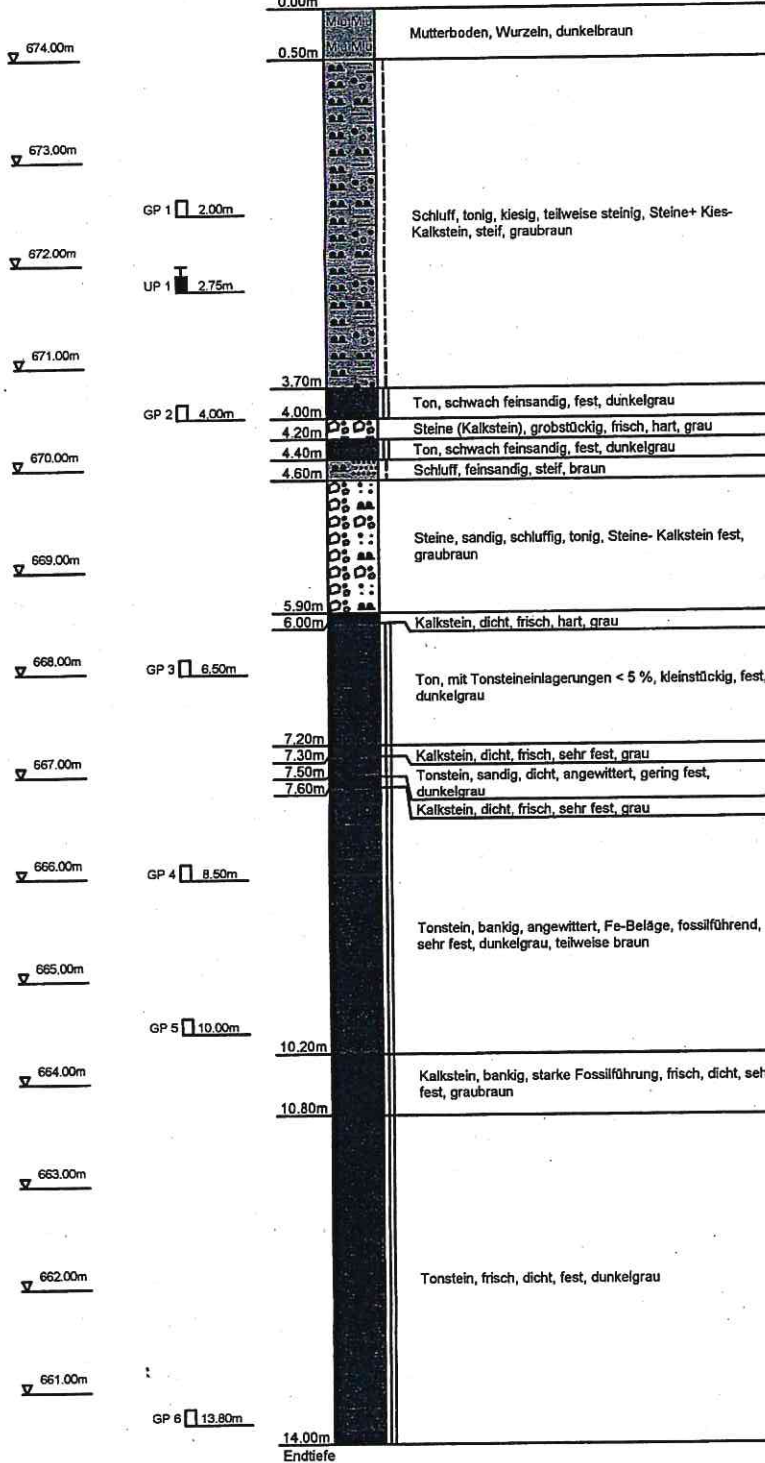 0.00m
Mutterboden, Wurzeln, dunkelbraun
674.00m
0.50m
673.00m
GP 1 2.00m
Schluff, tonig, kiesig, teilweise steinig, Steine+ Kies-
Kalkstein, steif, graubraun
672.00m
UP 1 2.75m
671.00m
3.70m
Ton, schwach feinsandig, fest, dunkelgrau
GP 2 4.00m
4.00m
Steine (Kalkstein), grobstückig, frisch, hart, grau
4.20m
Ton, schwach feinsandig, fest, dunkelgrau
670.00m
4.40m
Schluff, feinsandig, steif, braun
4.60m
Steine, sandig, schluffig, tonig, Steine- Kalkstein fest,
graubraun
669.00m
5.90m
6.00m
Kalkstein, dicht, frisch, hart, grau
668.00m
GP 3 6.50m
Ton, mit Tonsteineinlagerungen < 5 %, kleinstückig, fest,
dunkelgrau
7.20m
7.30m
Kalkstein, dicht, frisch, sehr fest, grau
667.00m
7.50m
Tonstein, sandig, dicht, angewittert, gering fest,
dunkelgrau
7.60m
Kalkstein, dicht, frisch, sehr fest, grau
666.00m
GP 4 8.50m
Tonstein, bankig, angewittert, Fe-Beläge, fossilführend,
sehr fest, dunkelgrau, teilweise braun
665.00m
GP 5 10.00m
10.20m
664.00m
Kalkstein, bankig, starke Fossilführung, frisch, dicht, seh
fest, graubraun
10.80m
663.00m
662.00m
Tonstein, frisch, dicht, fest, dunkelgrau
661.00m
GP 6 13.80m
14.00m
Endtiefe